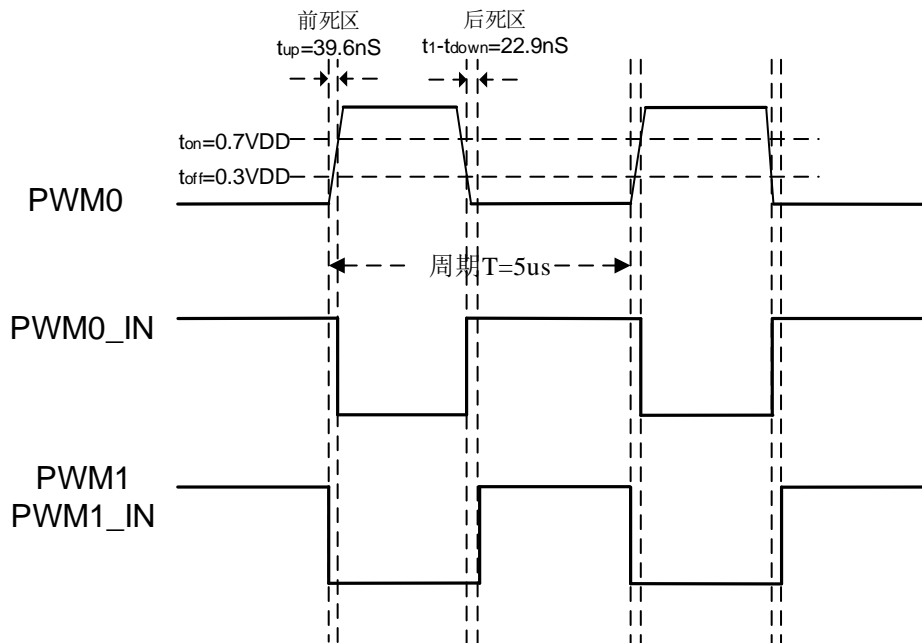 前死区
tup=39.6nS
后死区
t1-tdown=22.9nS
ton=0.7VDD
toff=0.3VDD
PWM0
周期T=5us
PWM0_IN
PWM1
PWM1_IN